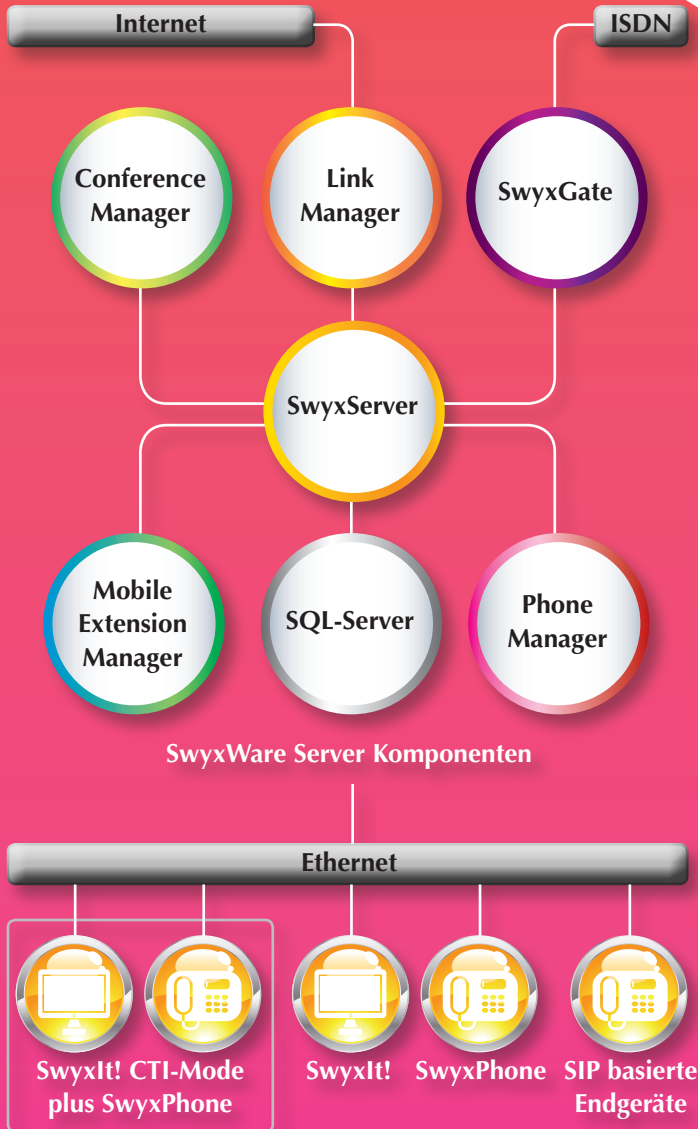 Internet
ISDN
Conference
Manager
Link
Manager
SwyxGate
SwyxServer
Mobile
Extension
Manager
SQL-Server
Phone
Manager
SwyxWare Server Komponenten
Ethernet
SwyxIt! CTI-Mode
plus SwyxPhone
SwyxIt!
SwyxPhone
SIP basierte
Endgeräte